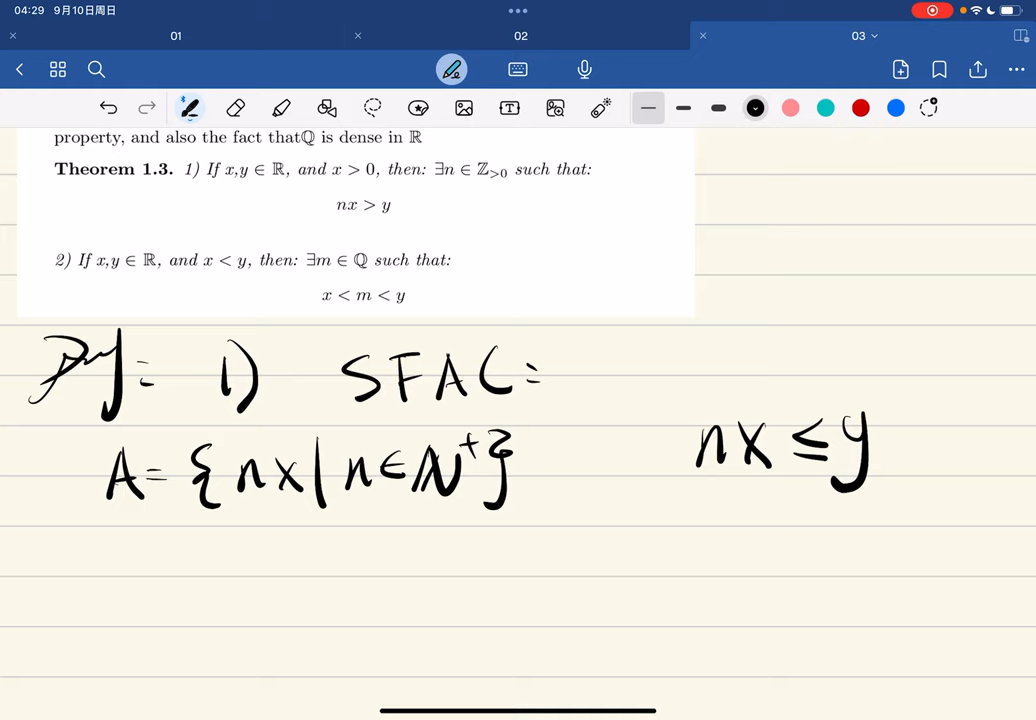 04:29 9月10日周日
01 02 03
property, and also the fact thatℚ is dense in ℝ
Theorem 1.3. 1) If x,y ∈ ℝ, and x > 0, then: ∃n ∈ ℤ>0 such that:
nx > y
2) If x,y ∈ ℝ, and x < y, then: ∃m ∈ ℚ such that:
x < m < y
1) SFAC:
A = {nx | n ∈ ℕ⁺} nx ≤ y